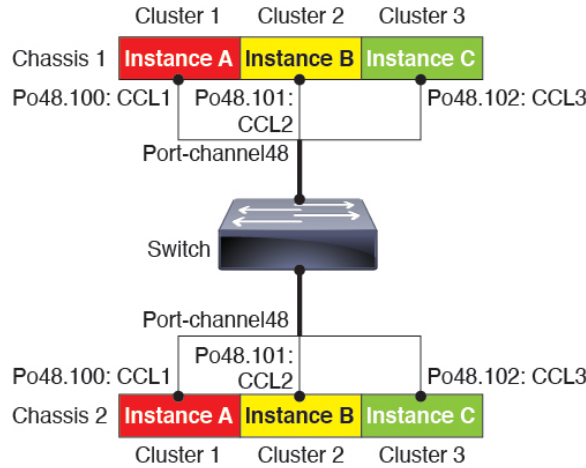 Cluster 1 Cluster 2 Cluster 3
Chassis 1 Instance A Instance B Instance C
Po48.100: CCL1 Po48.101: Po48.102: CCL3
CCL2
Port-channel48
Switch
Port-channel48
Po48.101:
Po48.100: CCL1 CCL2 Po48.102: CCL3
Chassis 2 Instance A Instance B Instance C
Cluster 1 Cluster 2 Cluster 3